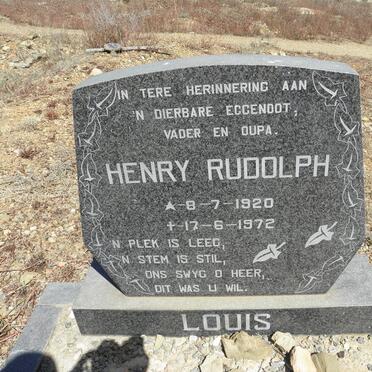 IN TERE HERINNERING AAN
'N DIERBARE EGGENOOT,
VADER EN OUPA.
HENRY RUDOLPH
★-8-7-1920
✝-17-6-1972
'N PLEK IS LEEG,
'N STEM IS STIL,
ONS SWYG O HEER,
DIT WAS U WIL.
LOUIS